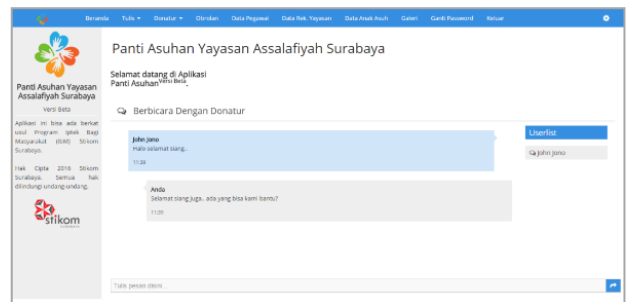 Beranda Tulis Donatur Obrolan Data Pegawai Data Rek. Yayasan Data Anak Asuh Galeri Ganti Password Keluar
Panti Asuhan Yayasan
Assalafiyah Surabaya
Versi Beta
Aplikasi ini bisa ada berkat
usul Program Iptek Bagi
Masyarakat (IbM) Stikom
Surabaya.
Hak Cipta 2016 Stikom
Surabaya. Semua hak
dilindungi undang-undang.
stikom
Panti Asuhan Yayasan Assalafiyah Surabaya
Selamat datang di Aplikasi
Panti Asuhan Versi Beta.
Berbicara Dengan Donatur
John Jono
Halo selamat siang..
11:39
Anda
Selamat siang juga.. ada yang bisa kami bantu?
11:39
Userlist
John Jono
Tulis pesan disini...